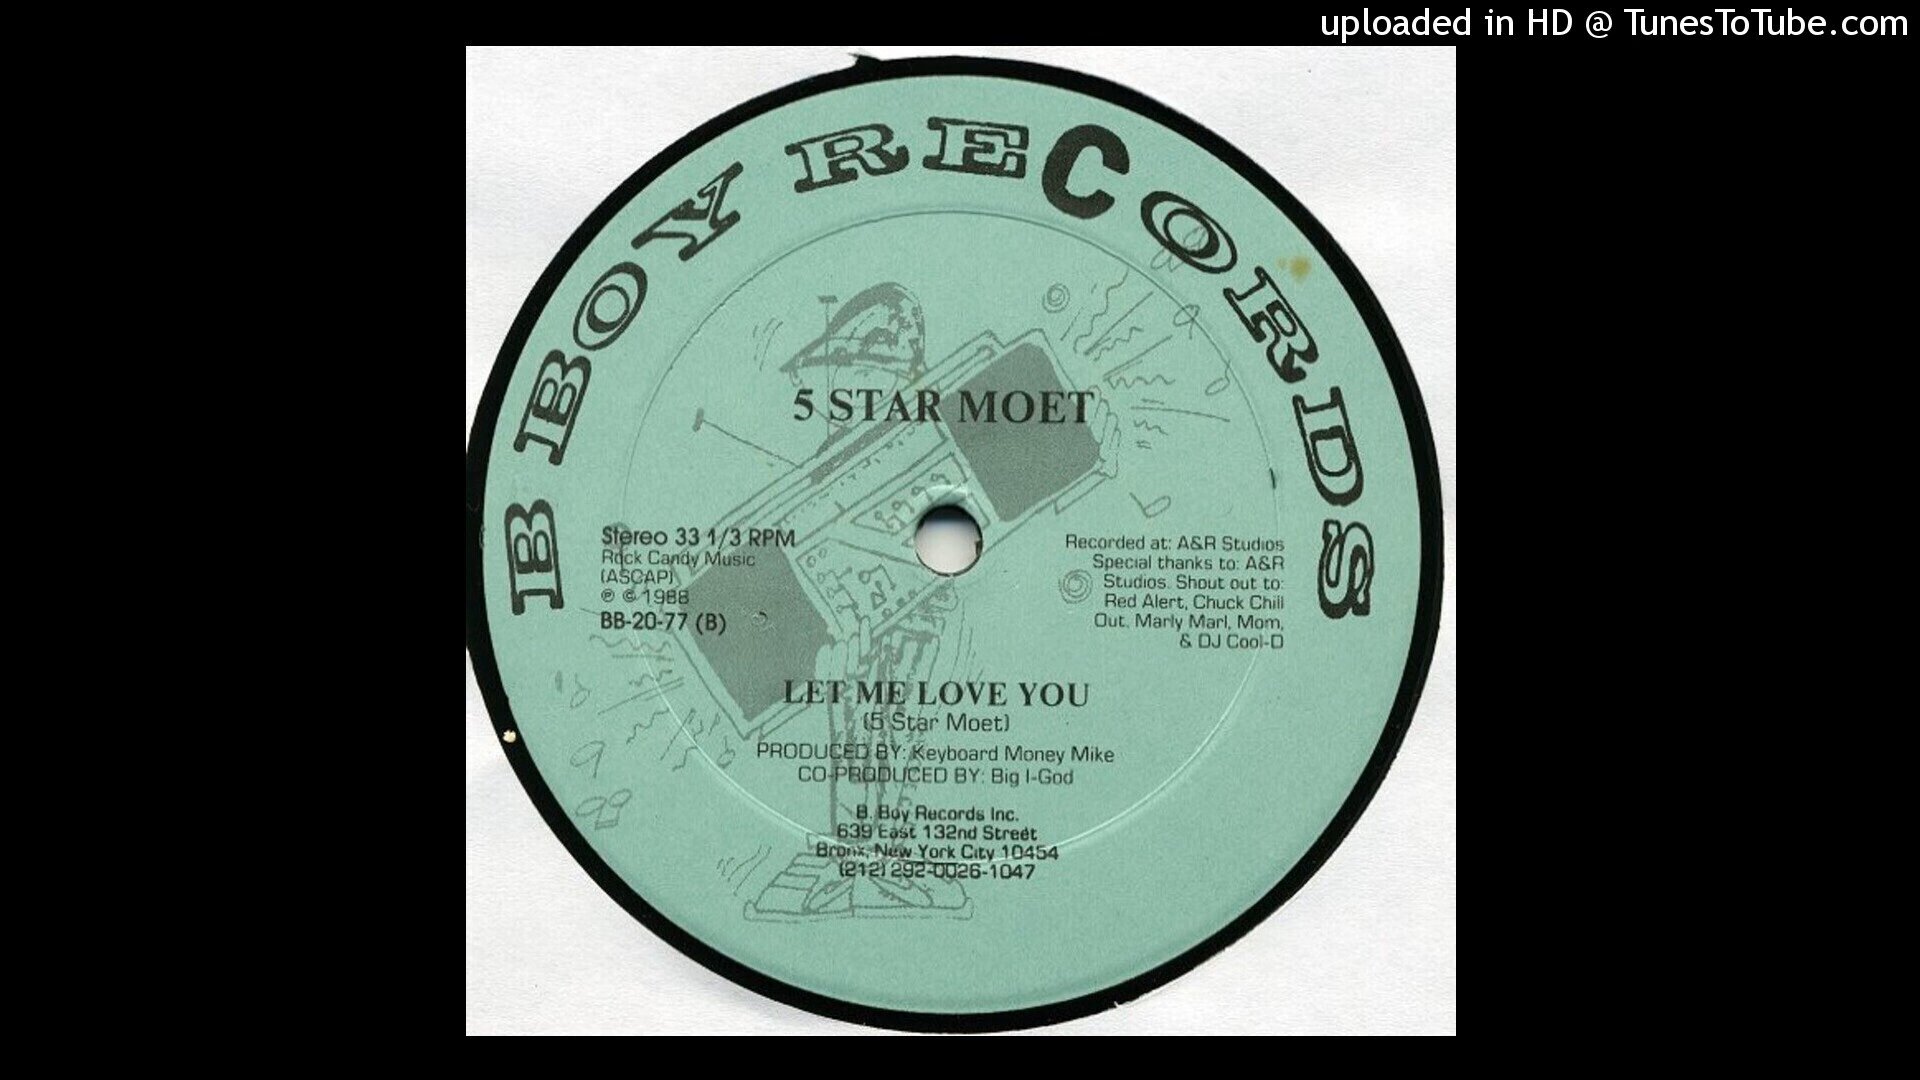 uploaded in HD @ TunesToTube.com
B BOY RECORDS
5 STAR MOET
Stereo 33 1/3 RPM
Rock Candy Music
(ASCAP)
℗ © 1988
BB-20-77 (B)
Recorded at: A&R Studios
Special thanks to: A&R
Studios. Shout out to:
Red Alert, Chuck Chill
Out, Marly Marl, Mom,
& DJ Cool-D
LET ME LOVE YOU
(5 Star Moet)
PRODUCED BY: Keyboard Money Mike
CO-PRODUCED BY: Big I-God
B. Boy Records Inc.
639 East 132nd Street
Bronx, New York City 10454
(212) 292-0026-1047